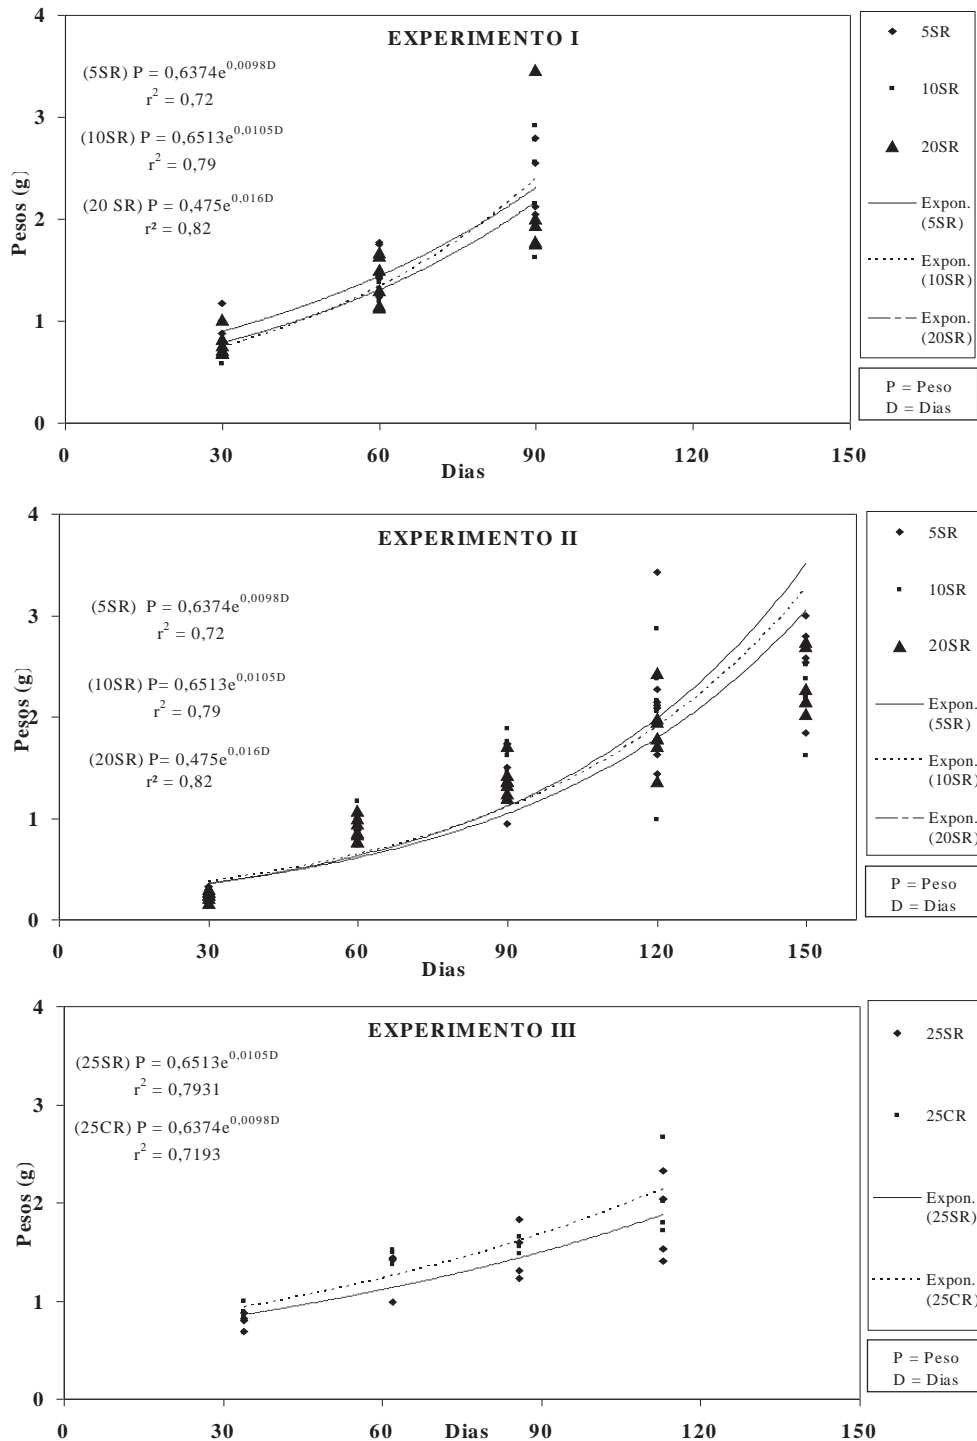 EXPERIMENTO I
(5SR) P = 0,6374e^0,0098D
r² = 0,72
(10SR) P = 0,6513e^0,0105D
r² = 0,79
(20 SR) P = 0,475e^0,016D
r² = 0,82
Pesos (g)
4
3
2
1
0
0 30 60 90 120 150
Dias
5SR
10SR
20SR
Expon.
(5SR)
Expon.
(10SR)
Expon.
(20SR)
P = Peso
D = Dias
EXPERIMENTO II
(5SR) P = 0,6374e^0,0098D
r² = 0,72
(10SR) P= 0,6513e^0,0105D
r² = 0,79
(20SR) P= 0,475e^0,016D
r² = 0,82
Pesos (g)
4
3
2
1
0
0 30 60 90 120 150
Dias
5SR
10SR
20SR
Expon.
(5SR)
Expon.
(10SR)
Expon.
(20SR)
P = Peso
D = Dias
EXPERIMENTO III
(25SR) P = 0,6513e^0,0105D
r² = 0,7931
(25CR) P = 0,6374e^0,0098D
r² = 0,7193
Pesos (g)
4
3
2
1
0
0 30 60 90 120 150
Dias
25SR
25CR
Expon.
(25SR)
Expon.
(25CR)
P = Peso
D = Dias